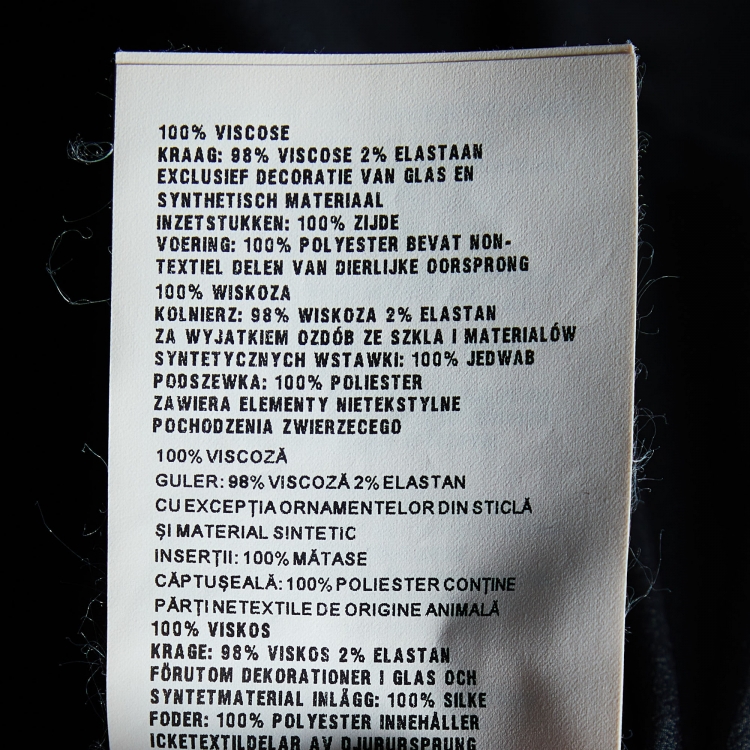 100% VISCOSE
KRAAG: 98% VISCOSE 2% ELASTAAN
EXCLUSIEF DECORATIE VAN GLAS EN
SYNTHETISCH MATERIAAL
INZETSTUKKEN: 100% ZIJDE
VOERING: 100% POLYESTER BEVAT NON-
TEXTIEL DELEN VAN DIERLIJKE OORSPRONG
100% WISKOZA
KOLNIERZ: 98% WISKOZA 2% ELASTAN
ZA WYJATKIEM OZDÓB ZE SZKLA I MATERIALÓW
SYNTETYCZNYCH WSTAWKI: 100% JEDWAB
PODSZEWKA: 100% POLIESTER
ZAWIERA ELEMENTY NIETEKSTYLNE
POCHODZENIA ZWIERZECEGO
100% VISCOZĂ
GULER: 98% VISCOZĂ 2% ELASTAN
CU EXCEPȚIA ORNAMENTELOR DIN STICLĂ
ȘI MATERIAL SINTETIC
INSERȚII: 100% MĂTASE
CĂPTUȘEALĂ: 100% POLIESTER CONȚINE
PĂRȚI NETEXTILE DE ORIGINE ANIMALĂ
100% VISKOS
KRAGE: 98% VISKOS 2% ELASTAN
FÖRUTOM DEKORATIONER I GLAS OCH
SYNTETMATERIAL INLÄGG: 100% SILKE
FODER: 100% POLYESTER INNEHÅLLER
ICKETEXTILDELAR AV DJURURSPRUNG